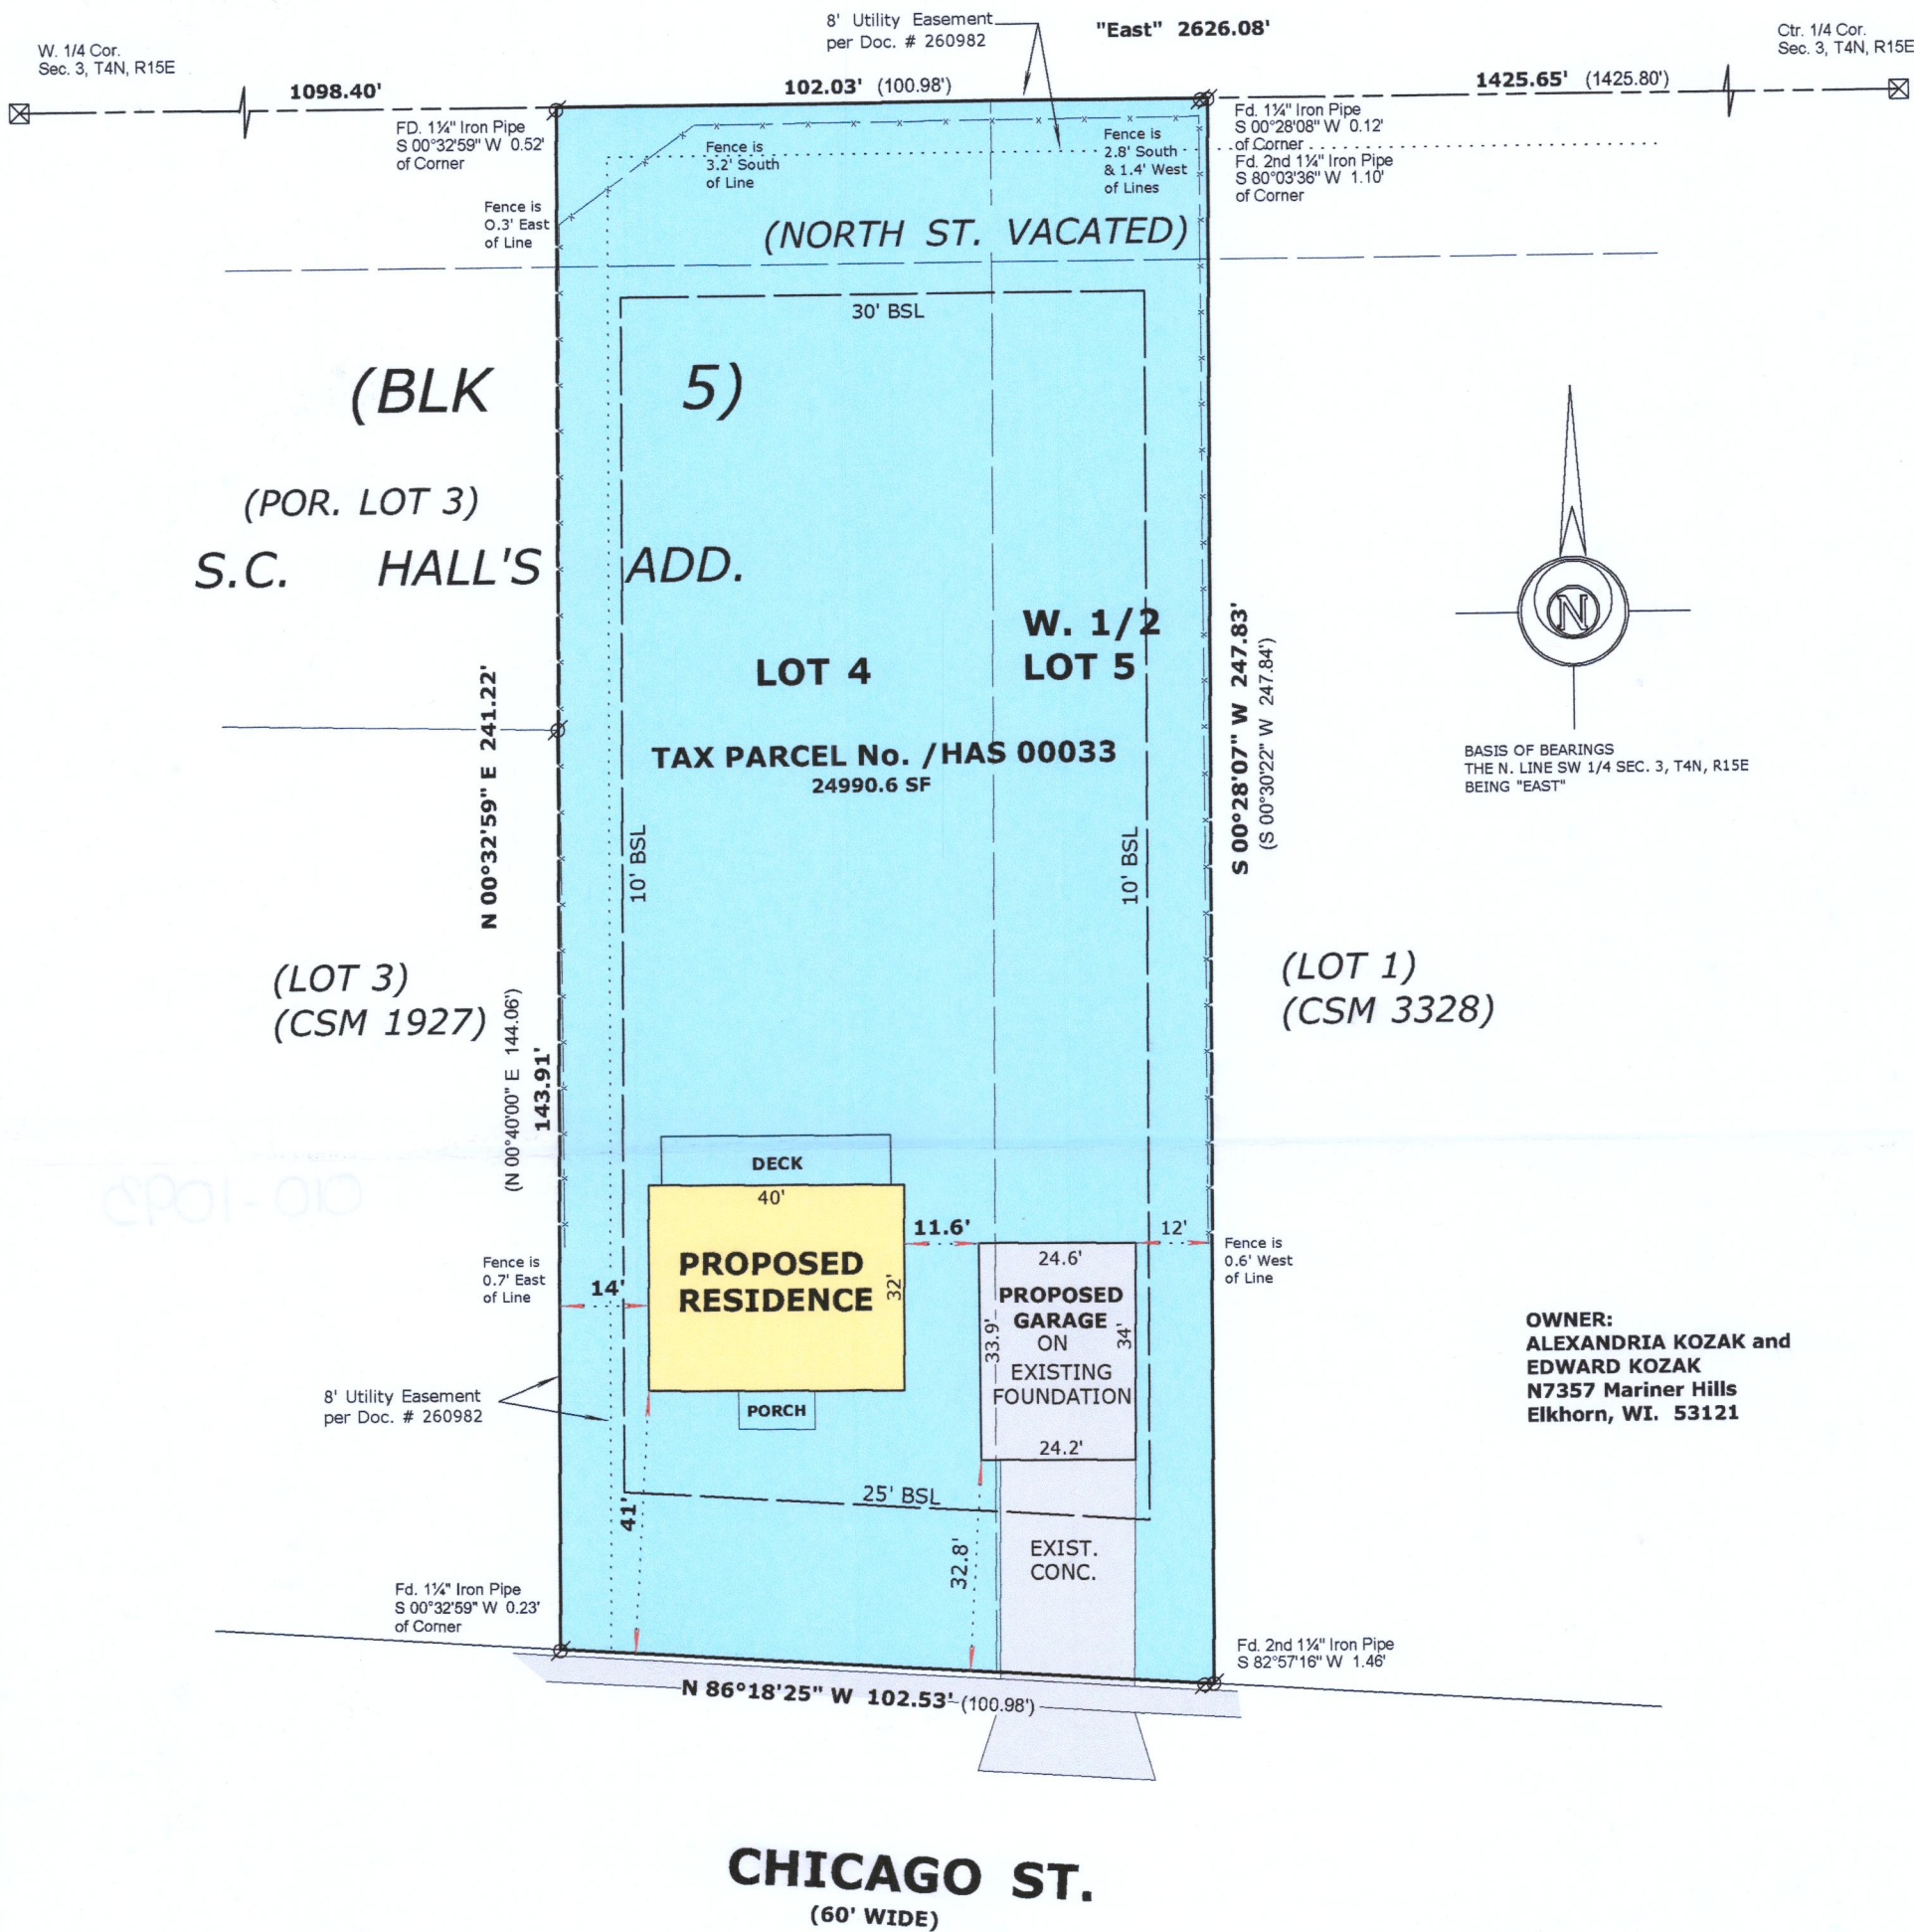 8' Utility Easement
per Doc. # 260982
"East" 2626.08'
W. 1/4 Cor.
Sec. 3, T4N, R15E
Ctr. 1/4 Cor.
Sec. 3, T4N, R15E
1098.40'
102.03' (100.98')
1425.65' (1425.80')
FD. 1¼" Iron Pipe
S 00°32'59" W 0.52'
of Corner
Fd. 1¼" Iron Pipe
S 00°28'08" W 0.12'
of Corner
Fd. 2nd 1¼" Iron Pipe
S 80°03'36" W 1.10'
of Corner
Fence is
3.2' South
of Line
Fence is
2.8' South
& 1.4' West
of Lines
Fence is
0.3' East
of Line
(NORTH ST. VACATED)
30' BSL
(BLK 5)
(POR. LOT 3)
S.C. HALL'S ADD.
W. 1/2
LOT 5
LOT 4
TAX PARCEL No. /HAS 00033
24990.6 SF
N 00°32'59" E 241.22'
S 00°28'07" W 247.83'
(S 00°30'22" W 247.84')
N
BASIS OF BEARINGS
THE N. LINE SW 1/4 SEC. 3, T4N, R15E
BEING "EAST"
10' BSL
10' BSL
(LOT 3)
(CSM 1927)
(LOT 1)
(CSM 3328)
(N 00°40'00" E 144.06')
143.91'
DECK
40'
PROPOSED
RESIDENCE
32'
11.6'
12'
14'
Fence is
0.7' East
of Line
Fence is
0.6' West
of Line
24.6'
PROPOSED
GARAGE
ON
EXISTING
FOUNDATION
33.9'
34'
24.2'
OWNER:
ALEXANDRIA KOZAK and
EDWARD KOZAK
N7357 Mariner Hills
Elkhorn, WI. 53121
8' Utility Easement
per Doc. # 260982
PORCH
25' BSL
41'
32.8'
EXIST.
CONC.
Fd. 1¼" Iron Pipe
S 00°32'59" W 0.23'
of Corner
Fd. 2nd 1¼" Iron Pipe
S 82°57'16" W 1.46'
N 86°18'25" W 102.53' (100.98')
CHICAGO ST.
(60' WIDE)